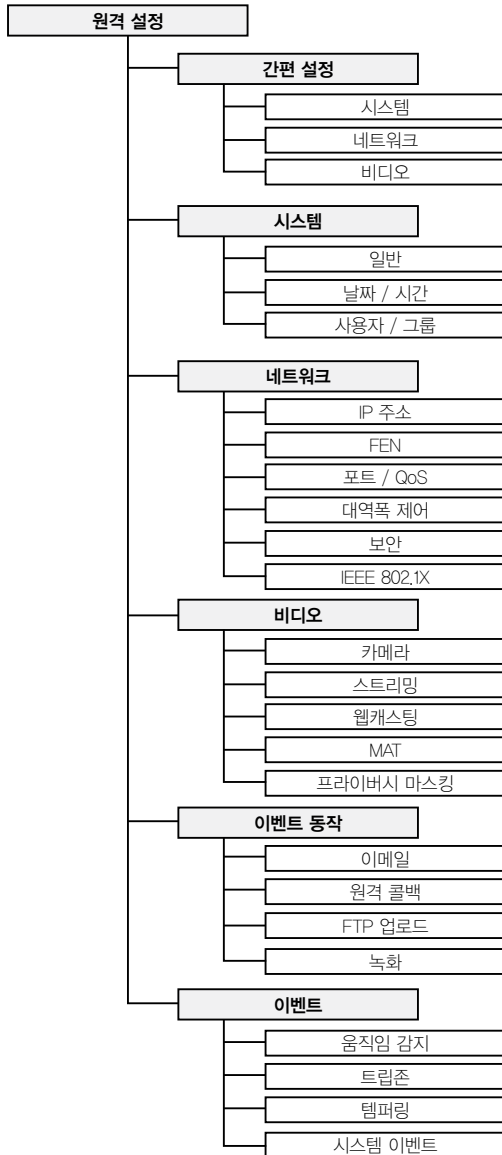 원격 설정
간편 설정
시스템
네트워크
비디오
시스템
일반
날짜 / 시간
사용자 / 그룹
네트워크
IP 주소
FEN
포트 / QoS
대역폭 제어
보안
IEEE 802.1X
비디오
카메라
스트리밍
웹캐스팅
MAT
프라이버시 마스킹
이벤트 동작
이메일
원격 콜백
FTP 업로드
녹화
이벤트
움직임 감지
트립존
템퍼링
시스템 이벤트